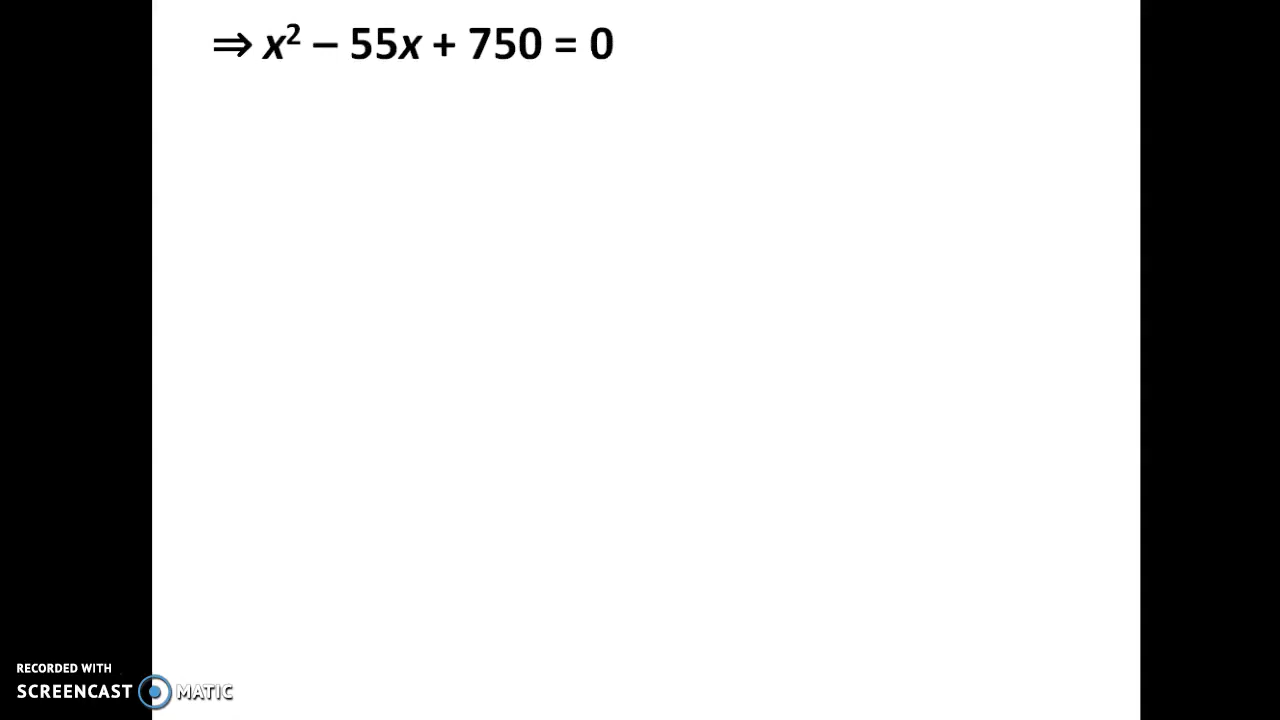 ⇒ x² – 55x + 750 = 0
RECORDED WITH
SCREENCAST MATIC